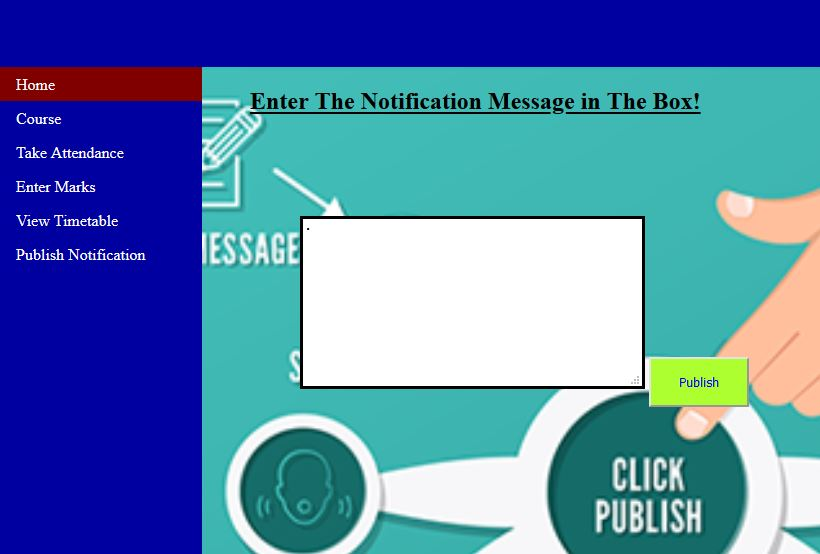 Home
Enter The Notification Message in The Box!
Course
Take Attendance
Enter Marks
View Timetable
Publish Notification
.
Publish
CLICK
PUBLISH